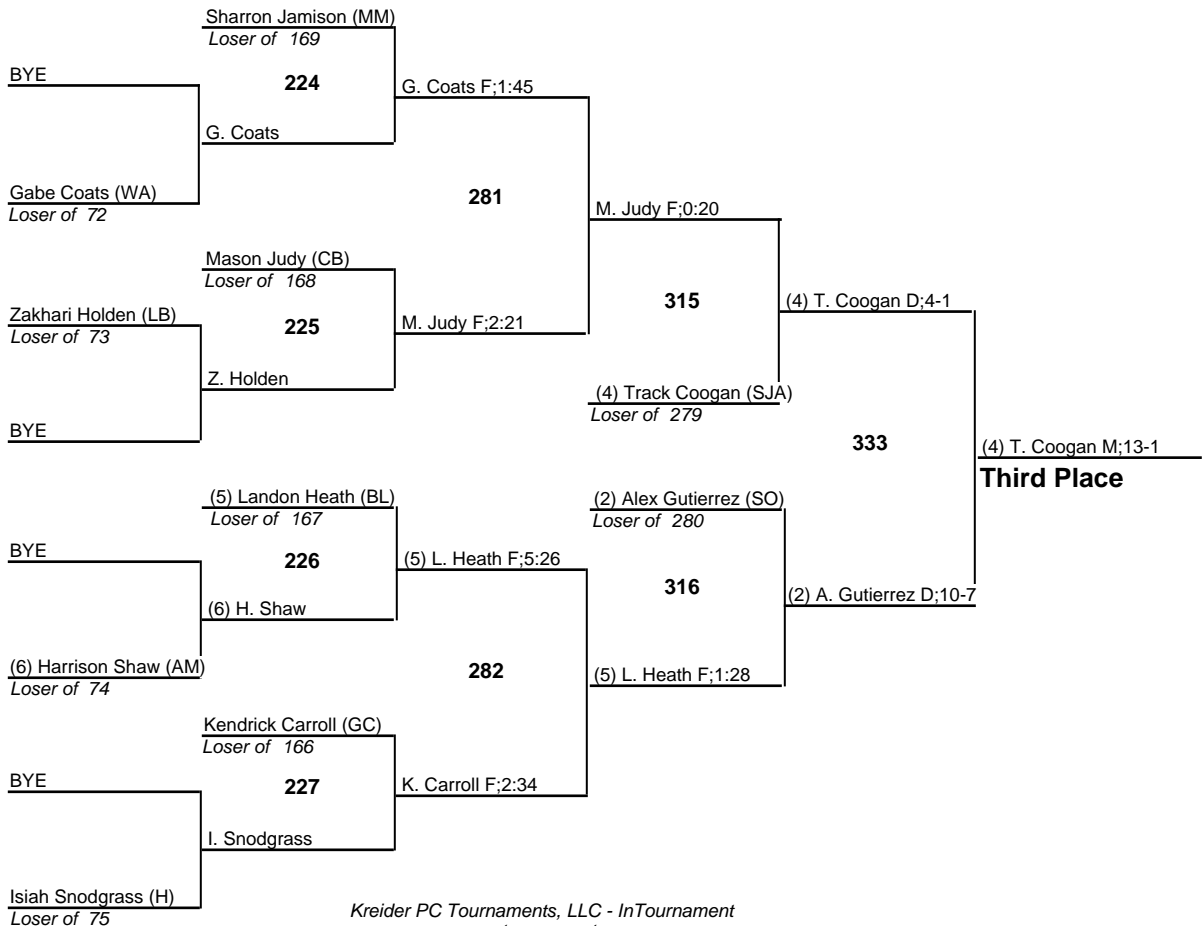 Sharron Jamison (MM)
Loser of 169
BYE
224
G. Coats F;1:45
G. Coats
Gabe Coats (WA)
Loser of 72
281
M. Judy F;0:20
Mason Judy (CB)
Loser of 168
Zakhari Holden (LB)
Loser of 73
225
M. Judy F;2:21
315
(4) T. Coogan D;4-1
Z. Holden
(4) Track Coogan (SJA)
Loser of 279
BYE
333
(4) T. Coogan M;13-1
Third Place
(5) Landon Heath (BL)
Loser of 167
(2) Alex Gutierrez (SO)
Loser of 280
BYE
226
(5) L. Heath F;5:26
316
(2) A. Gutierrez D;10-7
(6) H. Shaw
(6) Harrison Shaw (AM)
Loser of 74
282
(5) L. Heath F;1:28
Kendrick Carroll (GC)
Loser of 166
BYE
227
K. Carroll F;2:34
I. Snodgrass
Isiah Snodgrass (H)
Loser of 75
Kreider PC Tournaments, LLC - InTournament